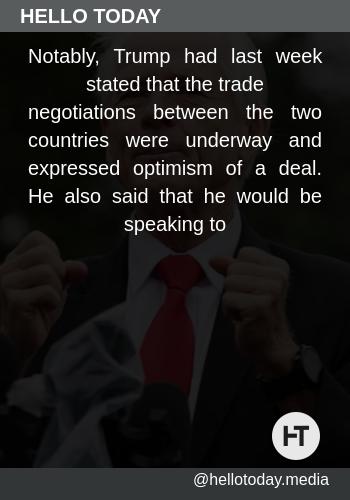 HELLO TODAY
Notably, Trump had last week
stated that the trade
negotiations between the two
countries were underway and
expressed optimism of a deal.
He also said that he would be
speaking to
HT
@hellotoday.media